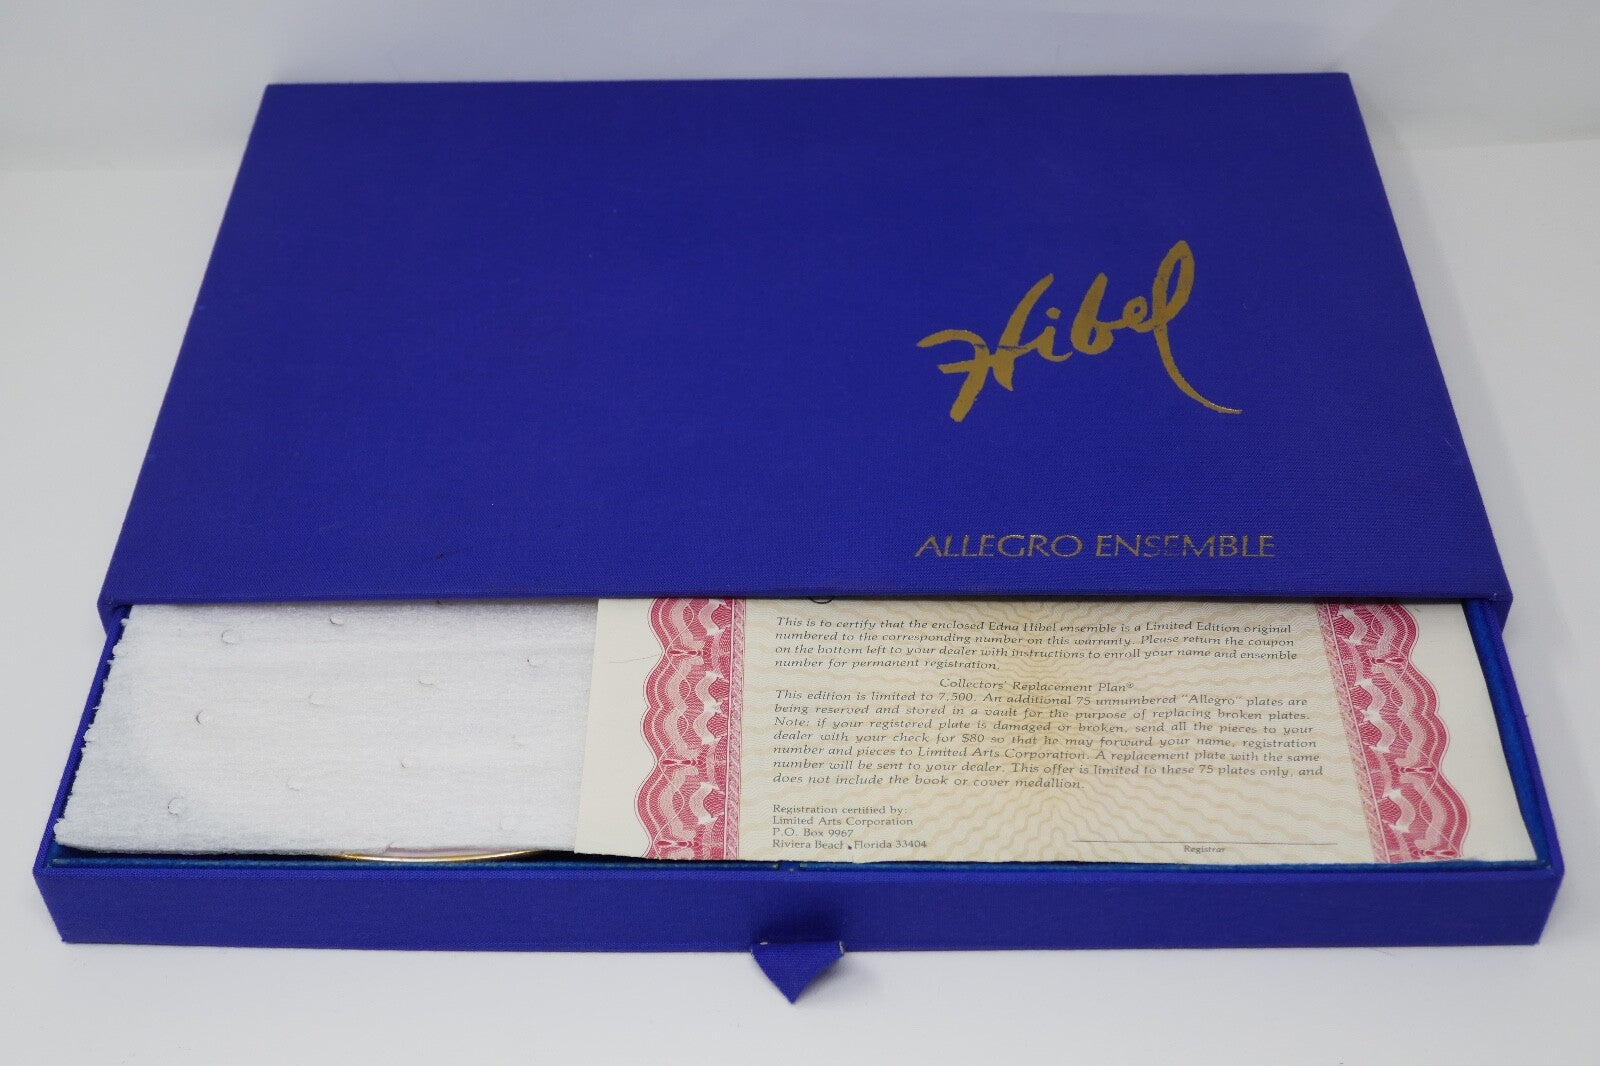 Hibel
ALLEGRO ENSEMBLE
This is to certify that the enclosed Edna Hibel ensemble is a Limited Edition original
numbered to the corresponding number on this warranty. Please return the coupon
on the bottom left to your dealer with instructions to enroll your name and ensemble
number for permanent registration.
Collectors' Replacement Plan®
This edition is limited to 7,500. An additional 75 unnumbered "Allegro" plates are
being reserved and stored in a vault for the purpose of replacing broken plates.
Note: if your registered plate is damaged or broken, send all the pieces to your
dealer with your check for $80 so that he may forward your name, registration
number and pieces to Limited Arts Corporation. A replacement plate with the same
number will be sent to your dealer. This offer is limited to these 75 plates only, and
does not include the book or cover medallion.
Registration certified by:
Limited Arts Corporation
P.O. Box 9967
Riviera Beach, Florida 33404
Registrar